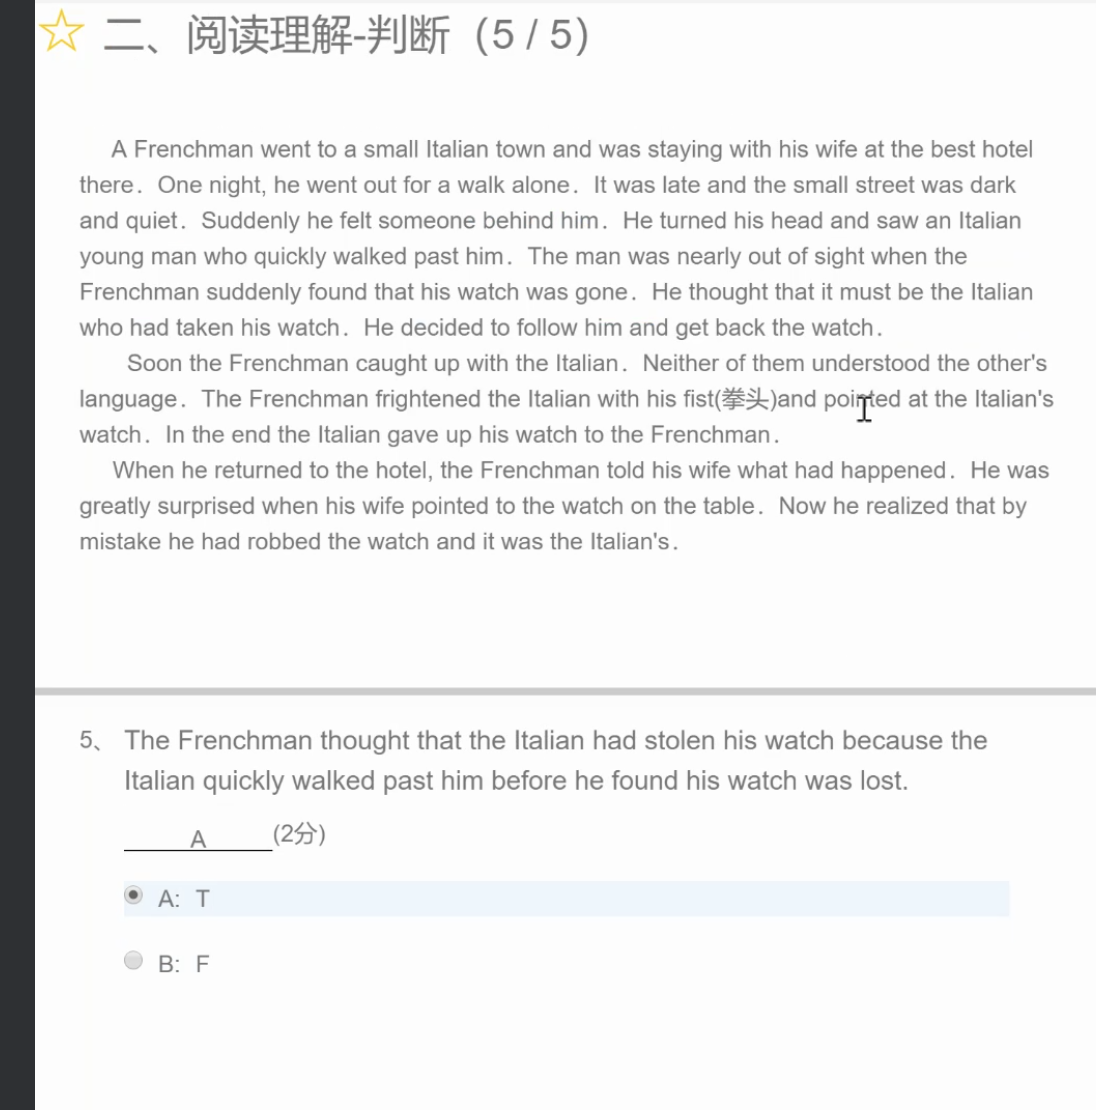 二、阅读理解-判断（5 / 5）
A Frenchman went to a small Italian town and was staying with his wife at the best hotel
there． One night, he went out for a walk alone． It was late and the small street was dark
and quiet． Suddenly he felt someone behind him． He turned his head and saw an Italian
young man who quickly walked past him． The man was nearly out of sight when the
Frenchman suddenly found that his watch was gone． He thought that it must be the Italian
who had taken his watch． He decided to follow him and get back the watch．
Soon the Frenchman caught up with the Italian． Neither of them understood the other's
language． The Frenchman frightened the Italian with his fist(拳头)and pointed at the Italian's
watch． In the end the Italian gave up his watch to the Frenchman．
When he returned to the hotel, the Frenchman told his wife what had happened． He was
greatly surprised when his wife pointed to the watch on the table． Now he realized that by
mistake he had robbed the watch and it was the Italian's．
5、 The Frenchman thought that the Italian had stolen his watch because the
Italian quickly walked past him before he found his watch was lost.
A (2分)
A: T
B: F